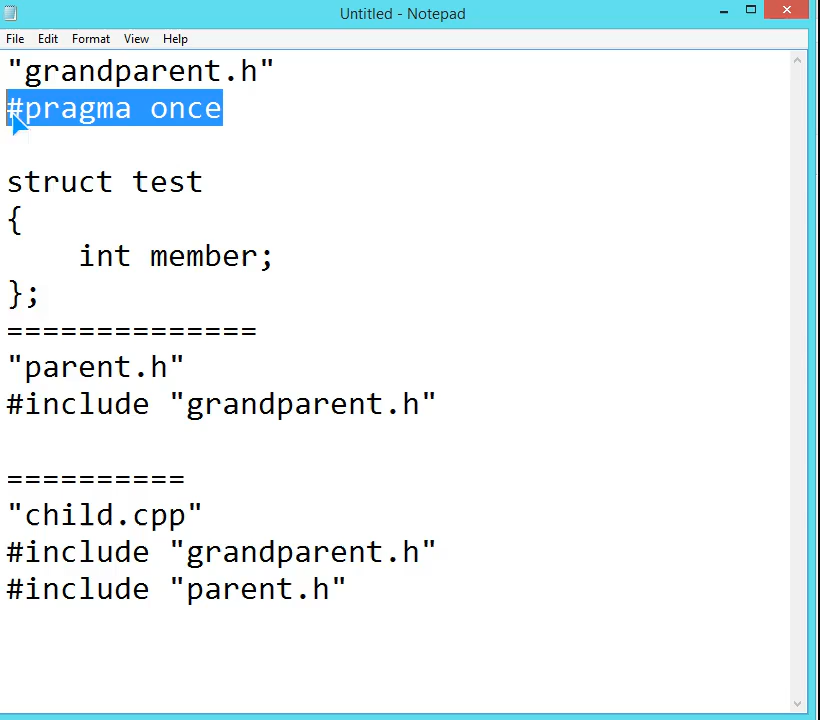 Untitled - Notepad
File Edit Format View Help
"grandparent.h"
#pragma once
struct test
{
    int member;
};
==============
"parent.h"
#include "grandparent.h"
==========
"child.cpp"
#include "grandparent.h"
#include "parent.h"